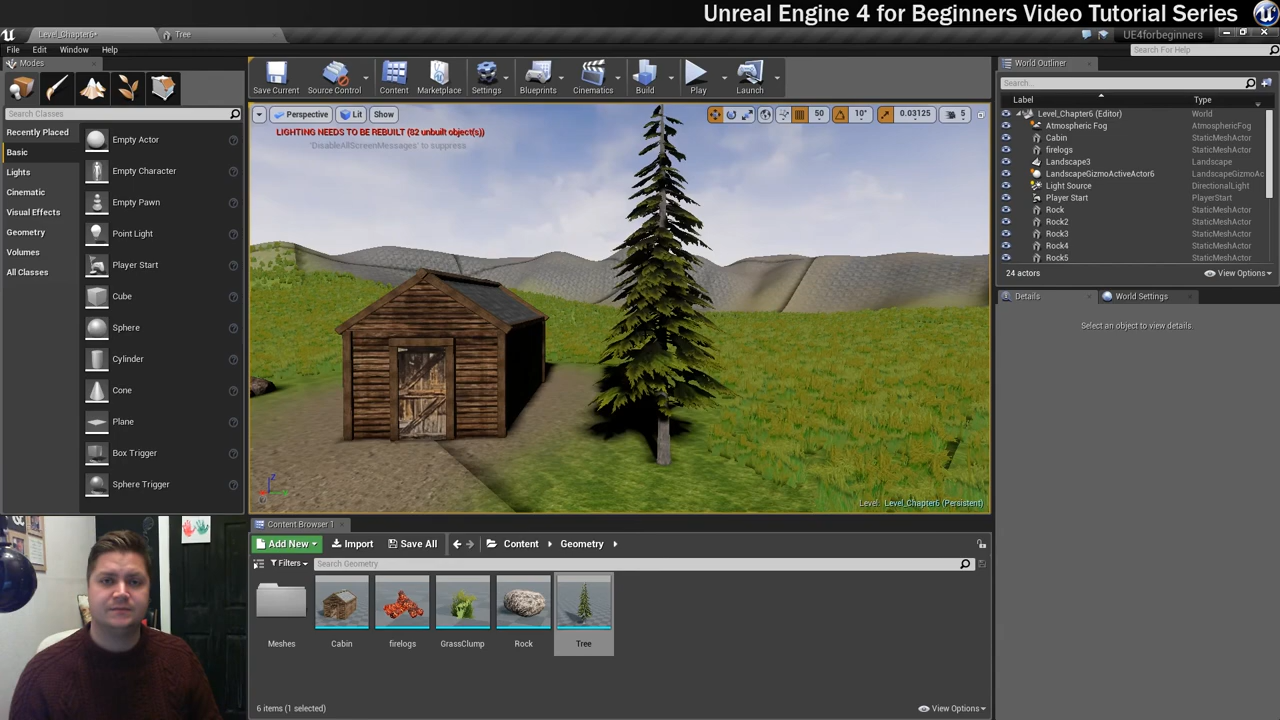 Unreal Engine 4 for Beginners Video Tutorial Series
Level_Chapter6*
Tree
UE4forbeginners
File Edit Window Help
Search For Help
Modes
Search Classes
Recently Placed
Basic
Lights
Cinematic
Visual Effects
Geometry
Volumes
All Classes
Empty Actor
Empty Character
Empty Pawn
Point Light
Player Start
Cube
Sphere
Cylinder
Cone
Plane
Box Trigger
Sphere Trigger
Save Current
Source Control
Content
Marketplace
Settings
Blueprints
Cinematics
Build
Play
Launch
Perspective
Lit
Show
50
10°
0.03125
5
LIGHTING NEEDS TO BE REBUILT (82 unbuilt object(s))
'DisableAllScreenMessages' to suppress
Level: Level_Chapter6 (Persistent)
World Outliner
Search...
Label Type
Level_Chapter6 (Editor) World
Atmospheric Fog AtmosphericFog
Cabin StaticMeshActor
firelogs StaticMeshActor
Landscape3 Landscape
LandscapeGizmoActiveActor6 LandscapeGizmoAc
Light Source DirectionalLight
Player Start PlayerStart
Rock StaticMeshActor
Rock2 StaticMeshActor
Rock3 StaticMeshActor
Rock4 StaticMeshActor
Rock5 StaticMeshActor
24 actors
View Options
Details
World Settings
Select an object to view details.
Content Browser 1
Add New
Import
Save All
Content
Geometry
Filters
Search Geometry
Meshes
Cabin
firelogs
GrassClump
Rock
Tree
6 items (1 selected)
View Options